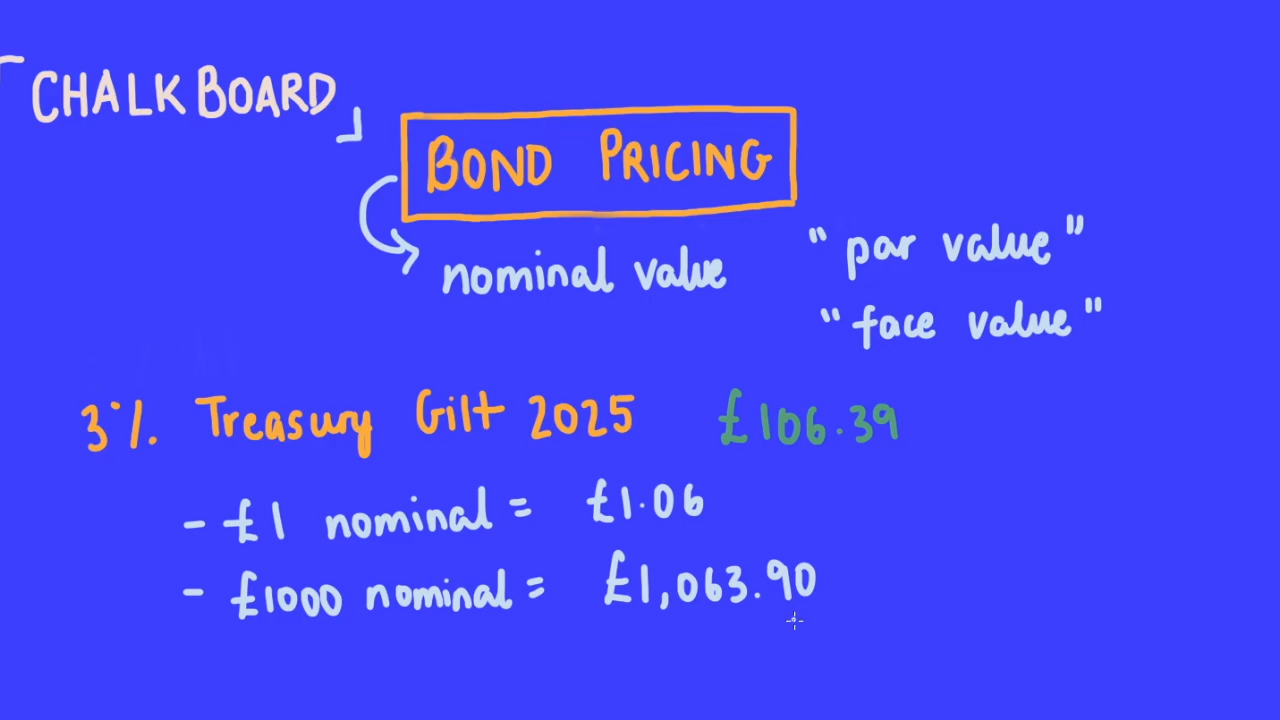 CHALKBOARD
BOND PRICING
nominal value "par value"
"face value"
3% Treasury Gilt 2025 £106.39
- £1 nominal = £1.06
- £1000 nominal = £1,063.90